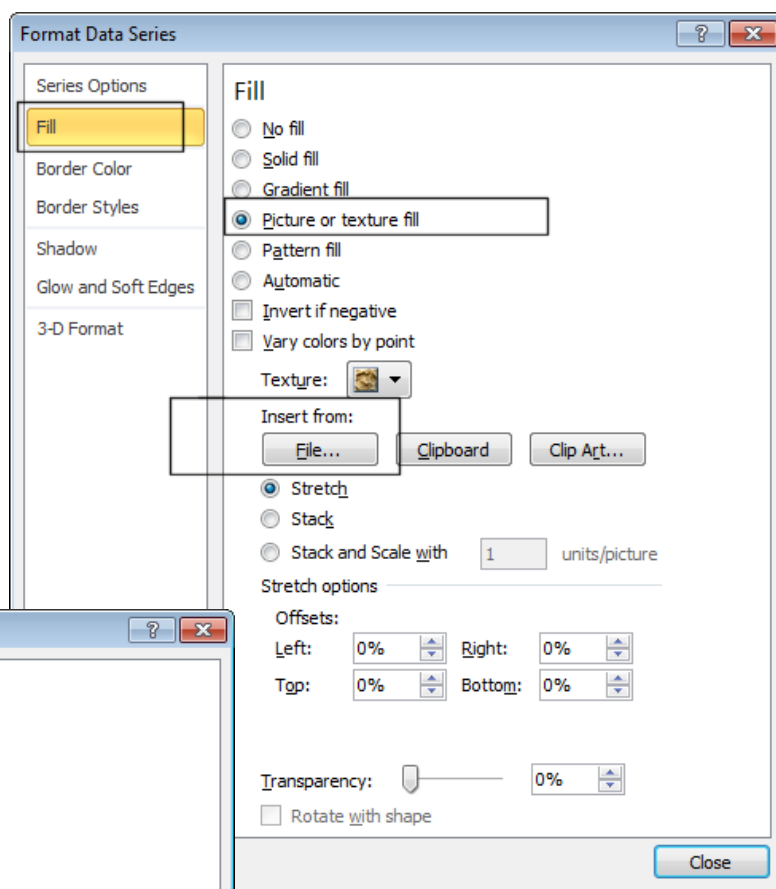 Format Data Series
Series Options
Fill
Border Color
Border Styles
Shadow
Glow and Soft Edges
3-D Format
Fill
No fill
Solid fill
Gradient fill
Picture or texture fill
Pattern fill
Automatic
Invert if negative
Vary colors by point
Texture:
Insert from:
File... Clipboard Clip Art...
Stretch
Stack
Stack and Scale with 1 units/picture
Stretch options
Offsets:
Left: 0% Right: 0%
Top: 0% Bottom: 0%
Transparency: 0%
Rotate with shape
Close